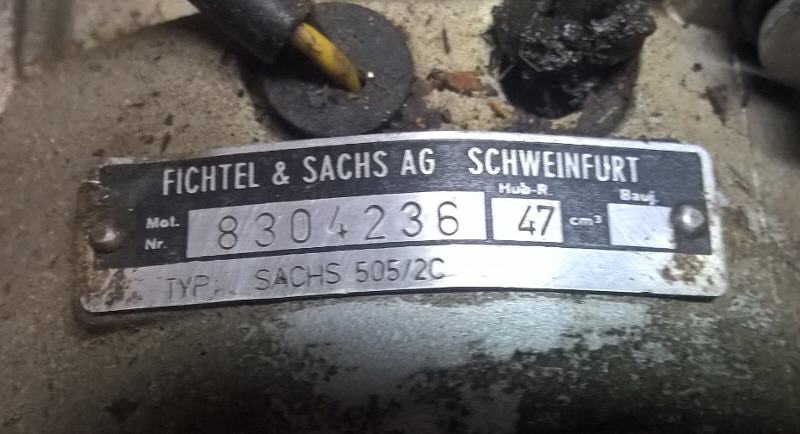 FICHTEL & SACHS AG SCHWEINFURT
Mot. Nr. 8304236 Hub-R. 47 cm³ Bauj.
TYP: SACHS 505/2C